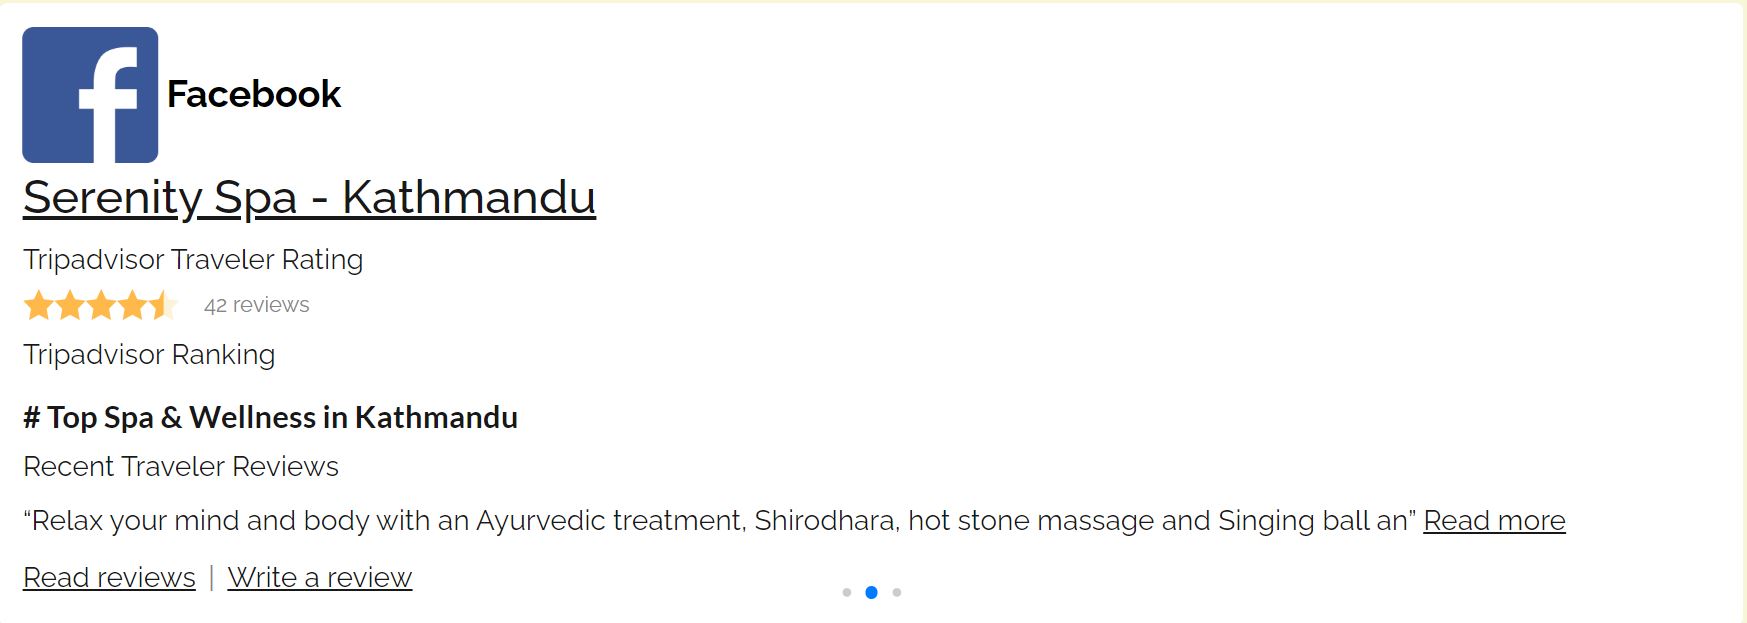 Facebook
Serenity Spa - Kathmandu
Tripadvisor Traveler Rating
42 reviews
Tripadvisor Ranking
# Top Spa & Wellness in Kathmandu
Recent Traveler Reviews
“Relax your mind and body with an Ayurvedic treatment, Shirodhara, hot stone massage and Singing ball an” Read more
Read reviews | Write a review